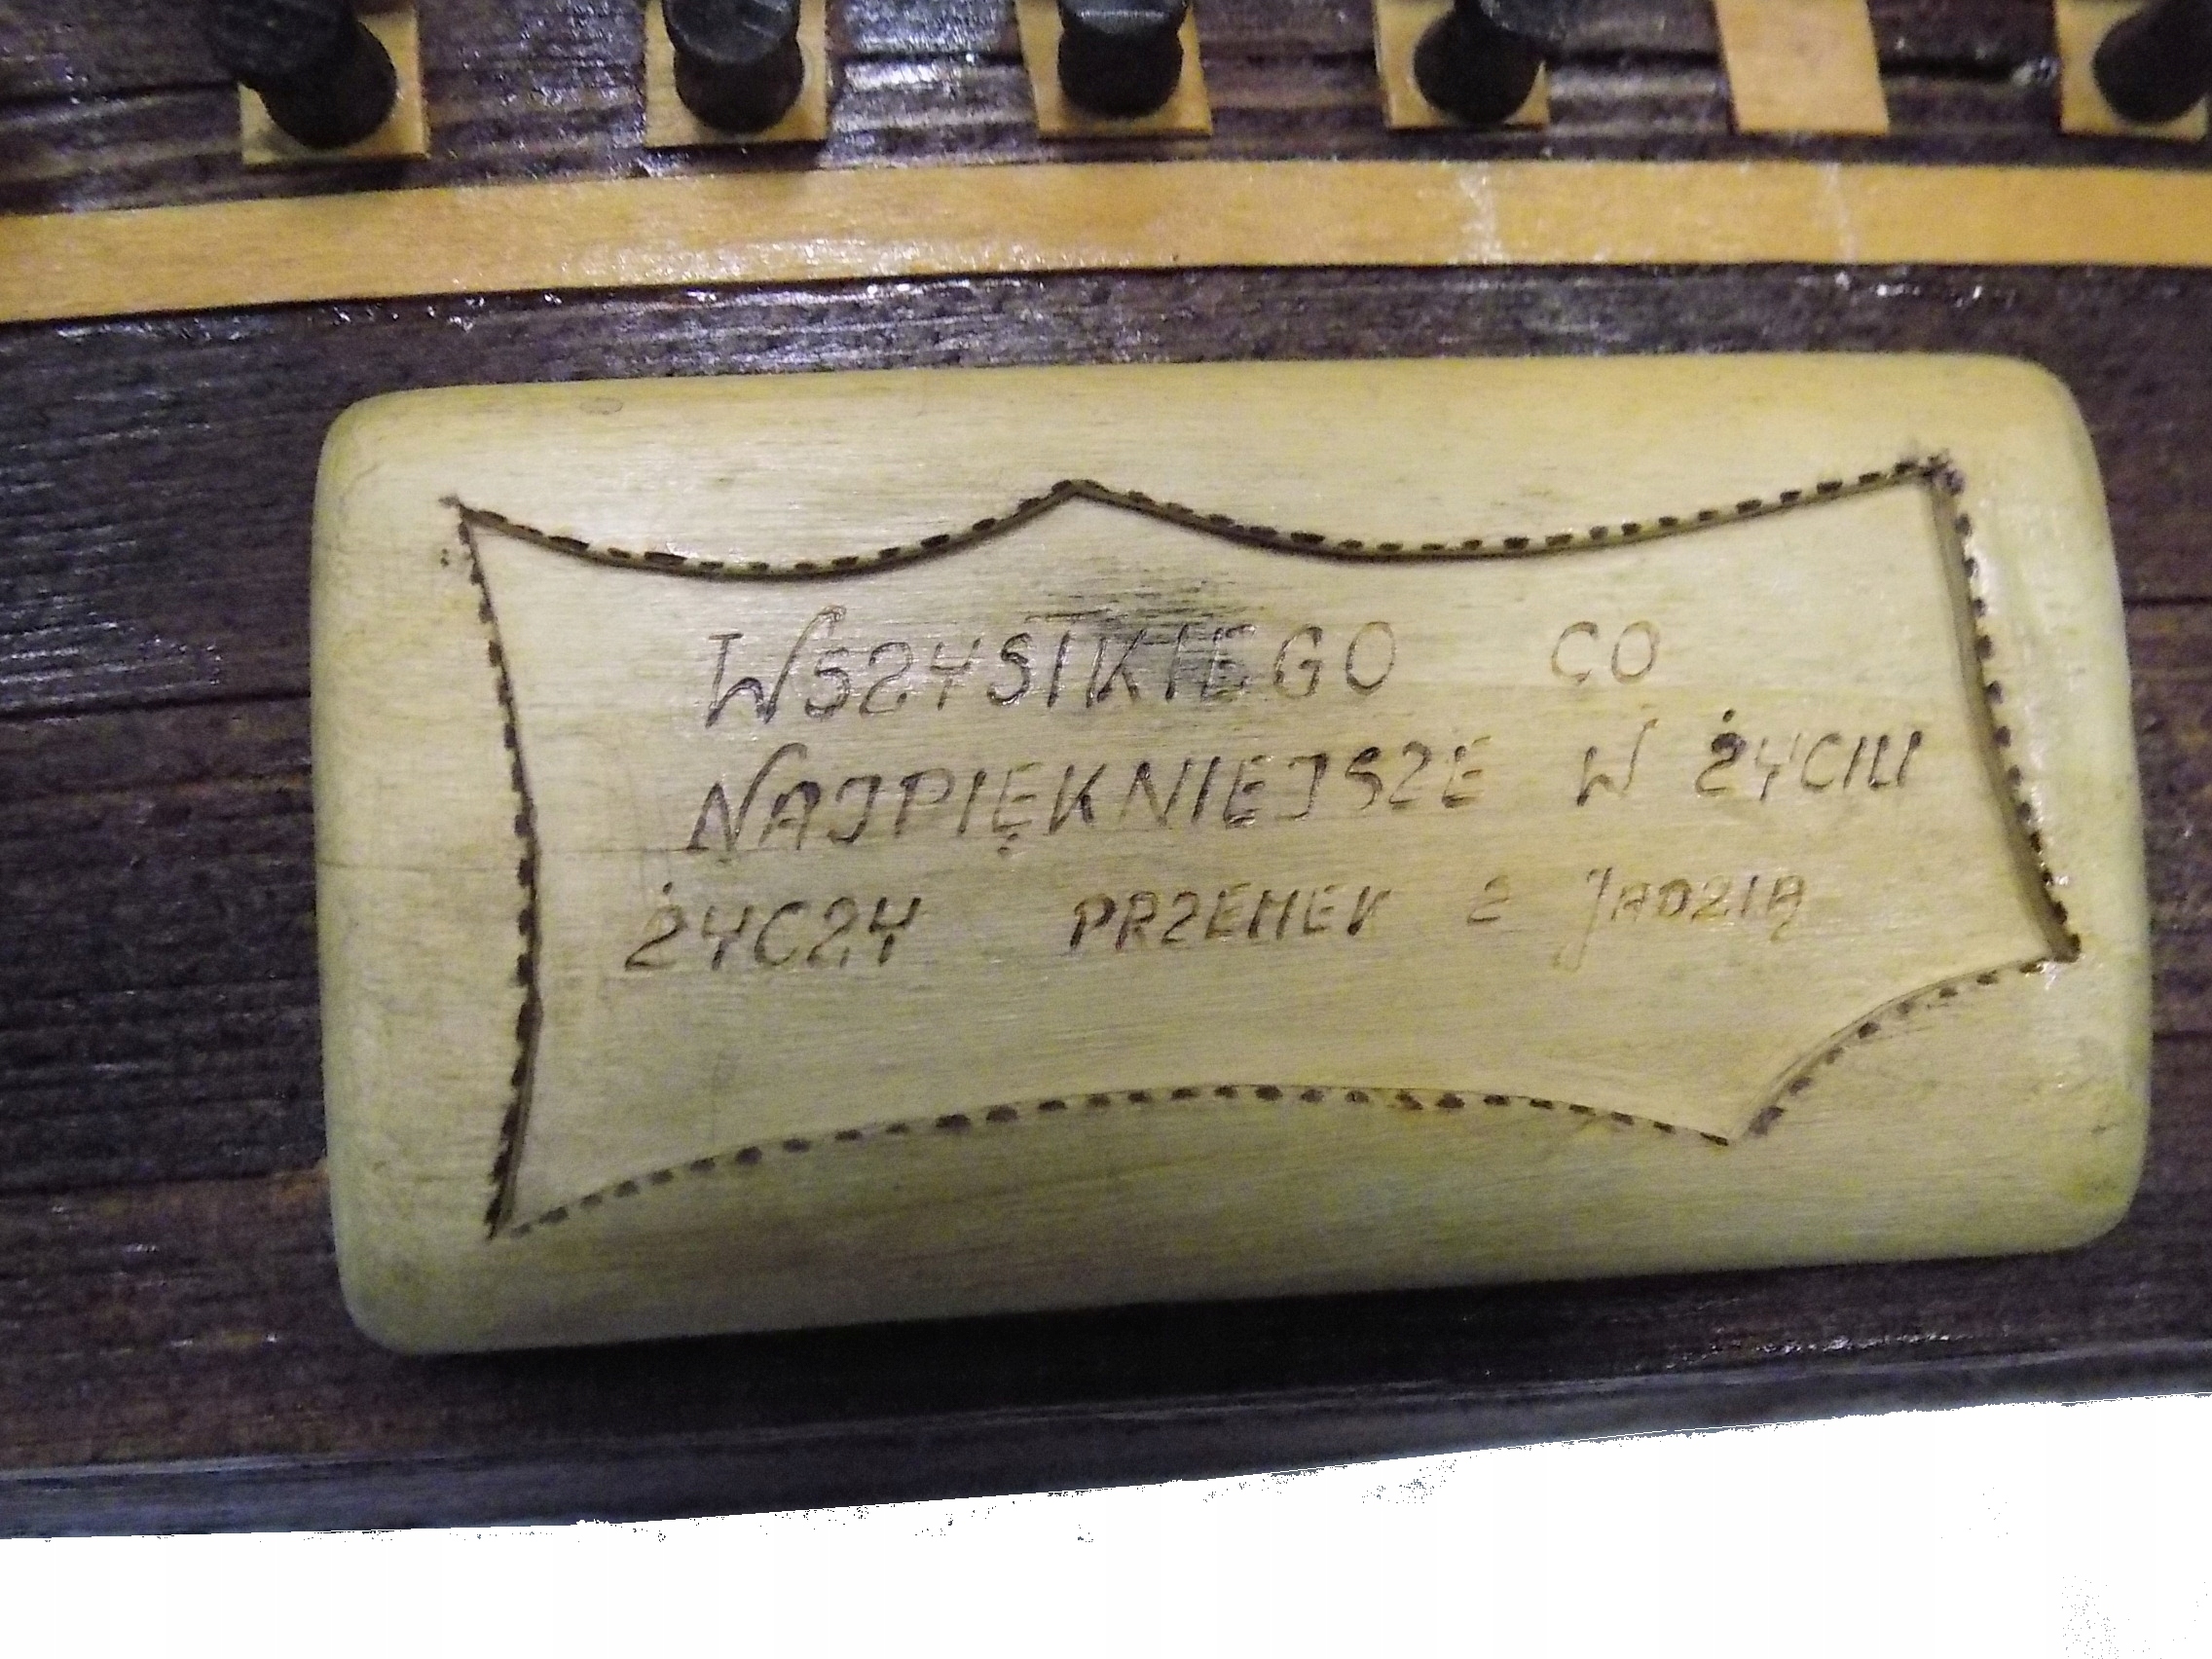 WSZYSTKIEGO CO
NAJPIĘKNIEJSZE W ŻYCIU
ŻYCZY PRZEMEK Z JADZIĄ